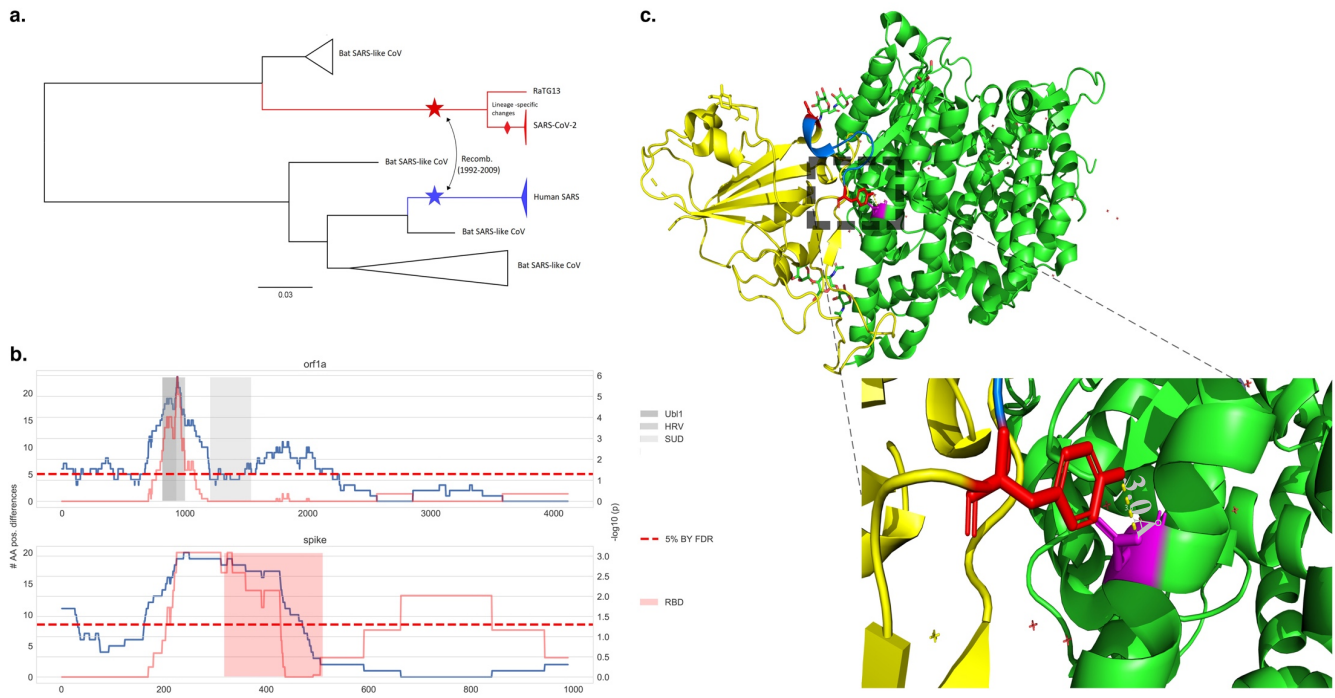 a.
Bat SARS-like CoV
RaTG13
Lineage -specific
changes
SARS-CoV-2
Recomb.
(1992-2009)
Bat SARS-like CoV
Human SARS
Bat SARS-like CoV
Bat SARS-like CoV
0.03
b.
orf1a
20
15
10
5
0
6
5
4
3
2
1
0
0
1000
2000
3000
4000
spike
20
15
10
5
0
3.0
2.5
2.0
1.5
1.0
0.5
0.0
0
200
400
600
800
1000
# AA pos. differences
-log10 (p)
Ubl1
HRV
SUD
5% BY FDR
RBD
c.
3.0Å